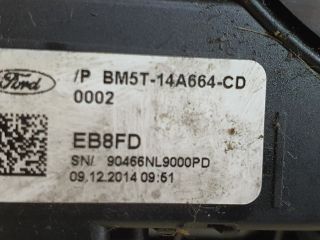 Ford
/P BM5T-14A664-CD
0002
EB8FD
SN/ 90466NL9000PD
09.12.2014 09:51